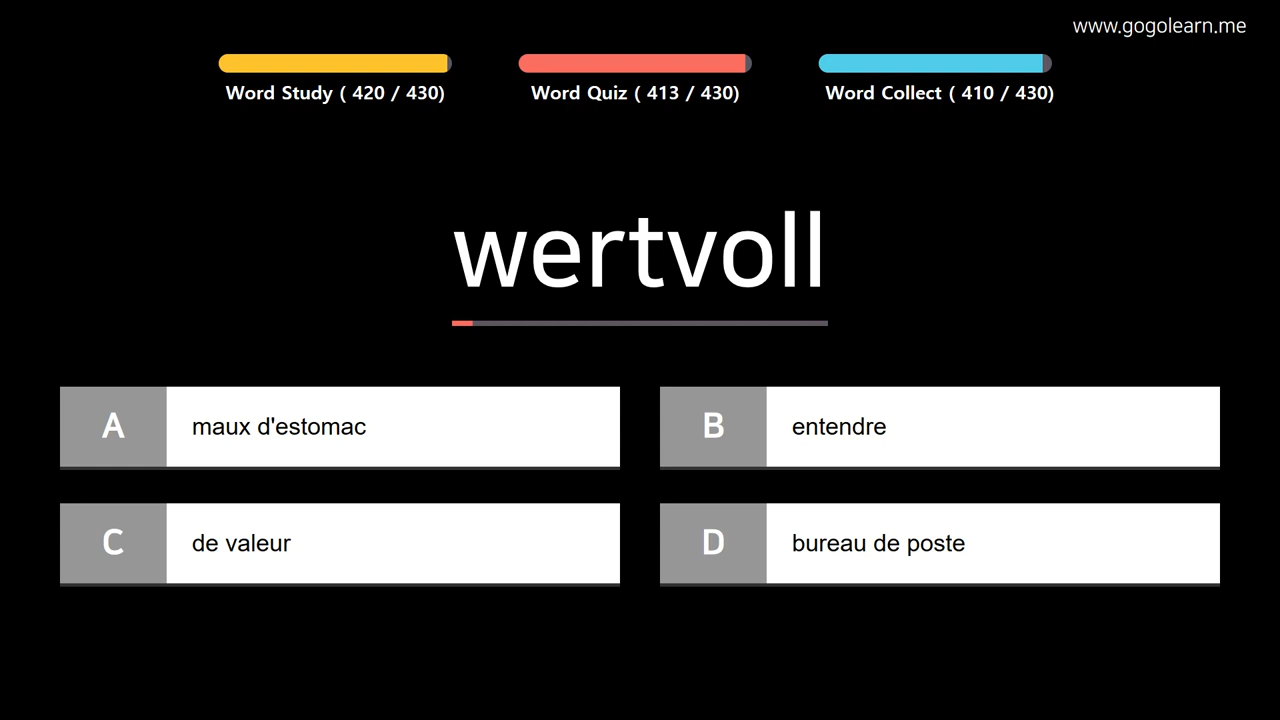 www.gogolearn.me
Word Study ( 420 / 430)
Word Quiz ( 413 / 430)
Word Collect ( 410 / 430)
wertvoll
A
maux d'estomac
B
entendre
C
de valeur
D
bureau de poste